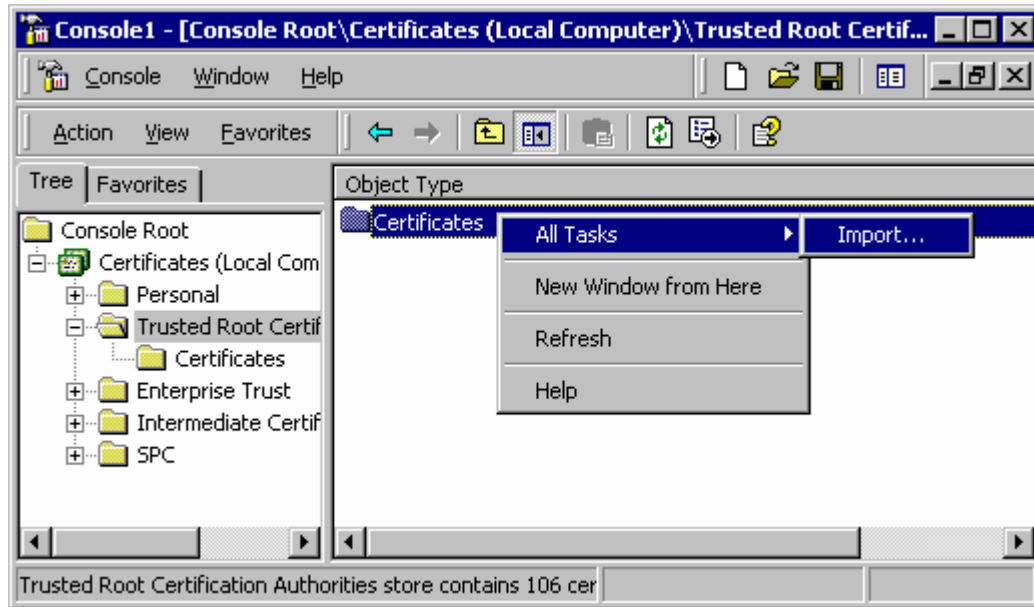 Console1 - [Console Root\Certificates (Local Computer)\Trusted Root Certif...
Console Window Help
Action View Favorites
Tree Favorites
Object Type
Console Root
Certificates (Local Com
Personal
Trusted Root Certif
Certificates
Enterprise Trust
Intermediate Certif
SPC
Certificates
All Tasks
Import...
New Window from Here
Refresh
Help
Trusted Root Certification Authorities store contains 106 cer